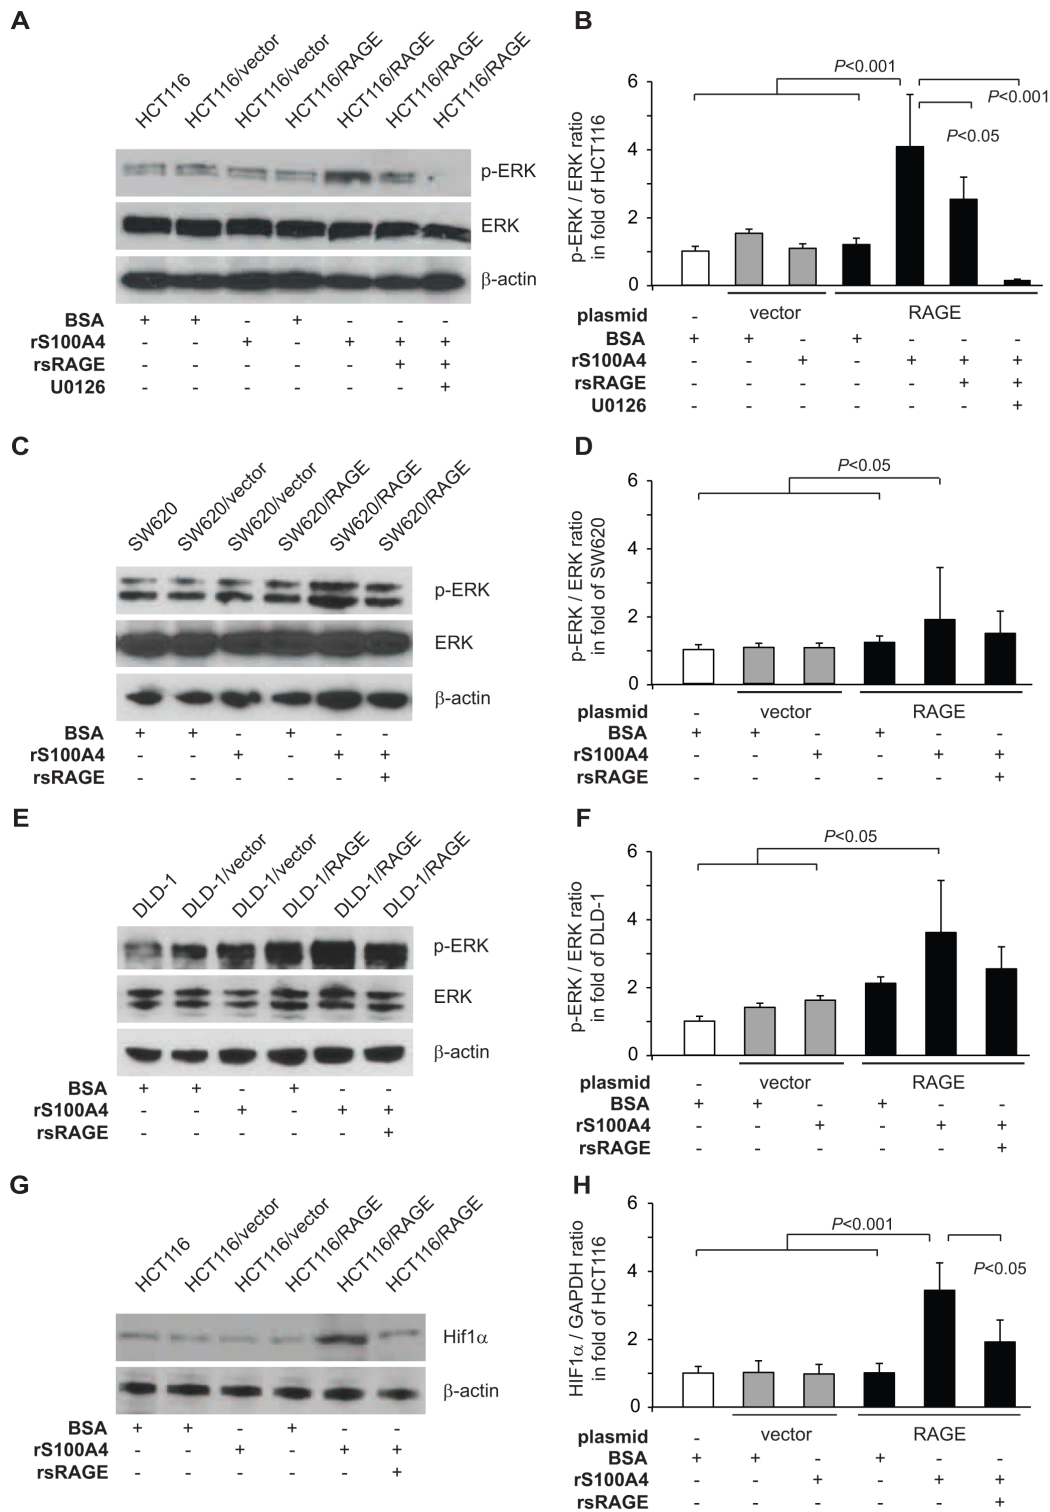 A
HCT116
HCT116/vector
HCT116/vector
HCT116/RAGE
HCT116/RAGE
HCT116/RAGE
HCT116/RAGE
p-ERK
ERK
β-actin
BSA + + - + - - -
rS100A4 - - + - + + +
rsRAGE - - - - - + +
U0126 - - - - - - +
B
p-ERK / ERK ratio
in fold of HCT116
6
4
2
0
P<0.001
P<0.001
P<0.05
plasmid - vector RAGE
BSA + + - + - - -
rS100A4 - - + - + + +
rsRAGE - - - - - + +
U0126 - - - - - - +
C
SW620
SW620/vector
SW620/vector
SW620/RAGE
SW620/RAGE
SW620/RAGE
p-ERK
ERK
β-actin
BSA + + - + - -
rS100A4 - - + - + +
rsRAGE - - - - - +
D
p-ERK / ERK ratio
in fold of SW620
6
4
2
0
P<0.05
plasmid - vector RAGE
BSA + + - + - -
rS100A4 - - + - + +
rsRAGE - - - - - +
E
DLD-1
DLD-1/vector
DLD-1/vector
DLD-1/RAGE
DLD-1/RAGE
DLD-1/RAGE
p-ERK
ERK
β-actin
BSA + + - + - -
rS100A4 - - + - + +
rsRAGE - - - - - +
F
p-ERK / ERK ratio
in fold of DLD-1
6
4
2
0
P<0.05
plasmid - vector RAGE
BSA + + - + - -
rS100A4 - - + - + +
rsRAGE - - - - - +
G
HCT116
HCT116/vector
HCT116/vector
HCT116/RAGE
HCT116/RAGE
HCT116/RAGE
Hif1α
β-actin
BSA + + - + - -
rS100A4 - - + - + +
rsRAGE - - - - - +
H
HIF1α / GAPDH ratio
in fold of HCT116
6
4
2
0
P<0.001
P<0.05
plasmid - vector RAGE
BSA + + - + - -
rS100A4 - - + - + +
rsRAGE - - - - - +